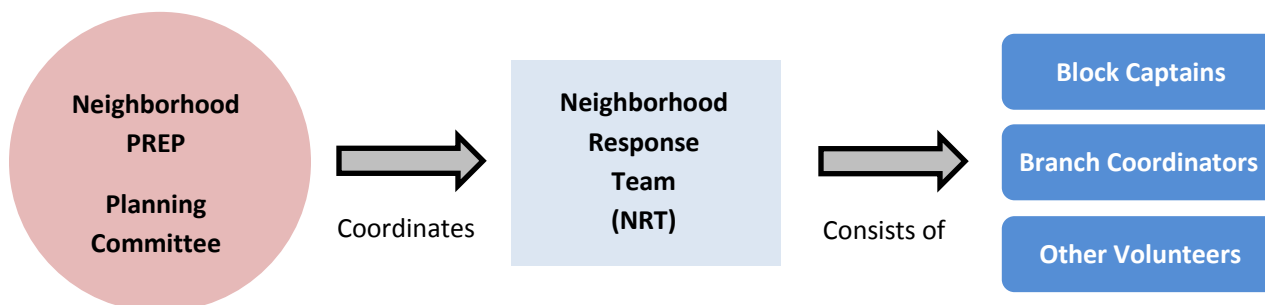 Neighborhood
PREP
Planning
Committee
Coordinates
Neighborhood
Response
Team
(NRT)
Consists of
Block Captains
Branch Coordinators
Other Volunteers